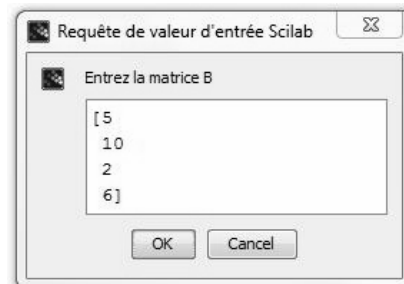 Requête de valeur d'entrée Scilab
Entrez la matrice B
[5
10
2
6]
OK Cancel